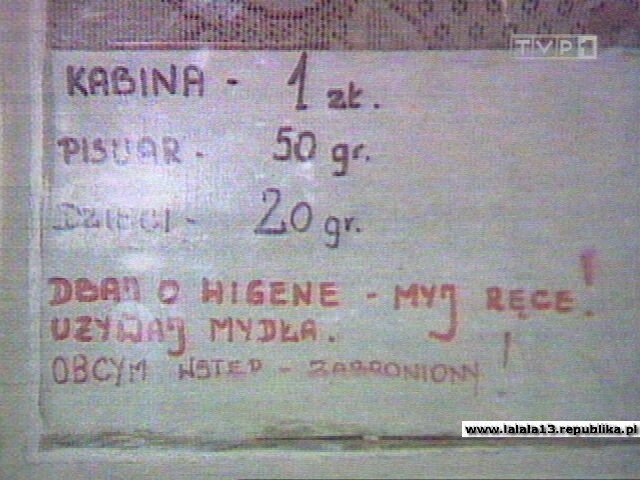 TVP1
KABINA - 1 zł.
PISUAR - 50 gr.
DZIECI - 20 gr.
DBAJ O HIGENE - MYJ RĘCE!
UŻYWAJ MYDŁA.
OBCYM WSTĘP - ZABRONIONY!
www.lalala13.republika.pl